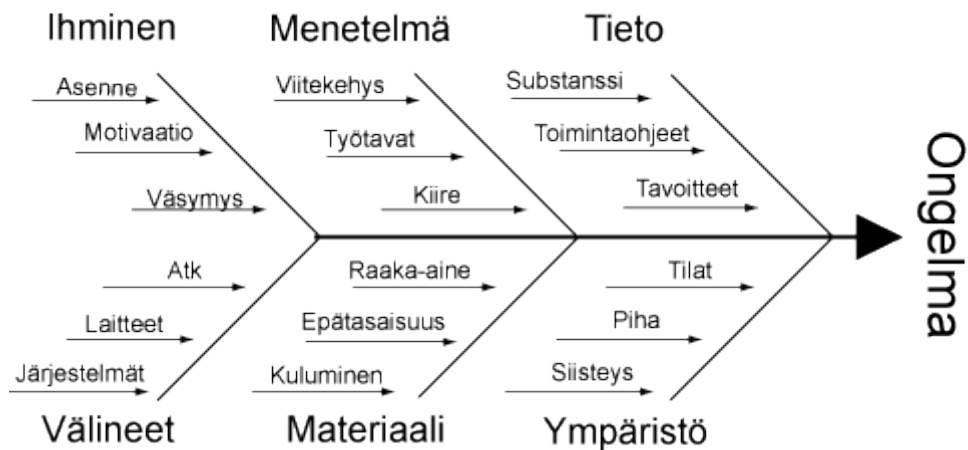 Ihminen
Menetelmä
Tieto
Asenne
Motivaatio
Väsymys
Viitekehys
Työtavat
Kiire
Substanssi
Toimintaohjeet
Tavoitteet
Ongelma
Atk
Laitteet
Järjestelmät
Raaka-aine
Epätasaisuus
Kuluminen
Tilat
Piha
Siisteys
Välineet
Materiaali
Ympäristö